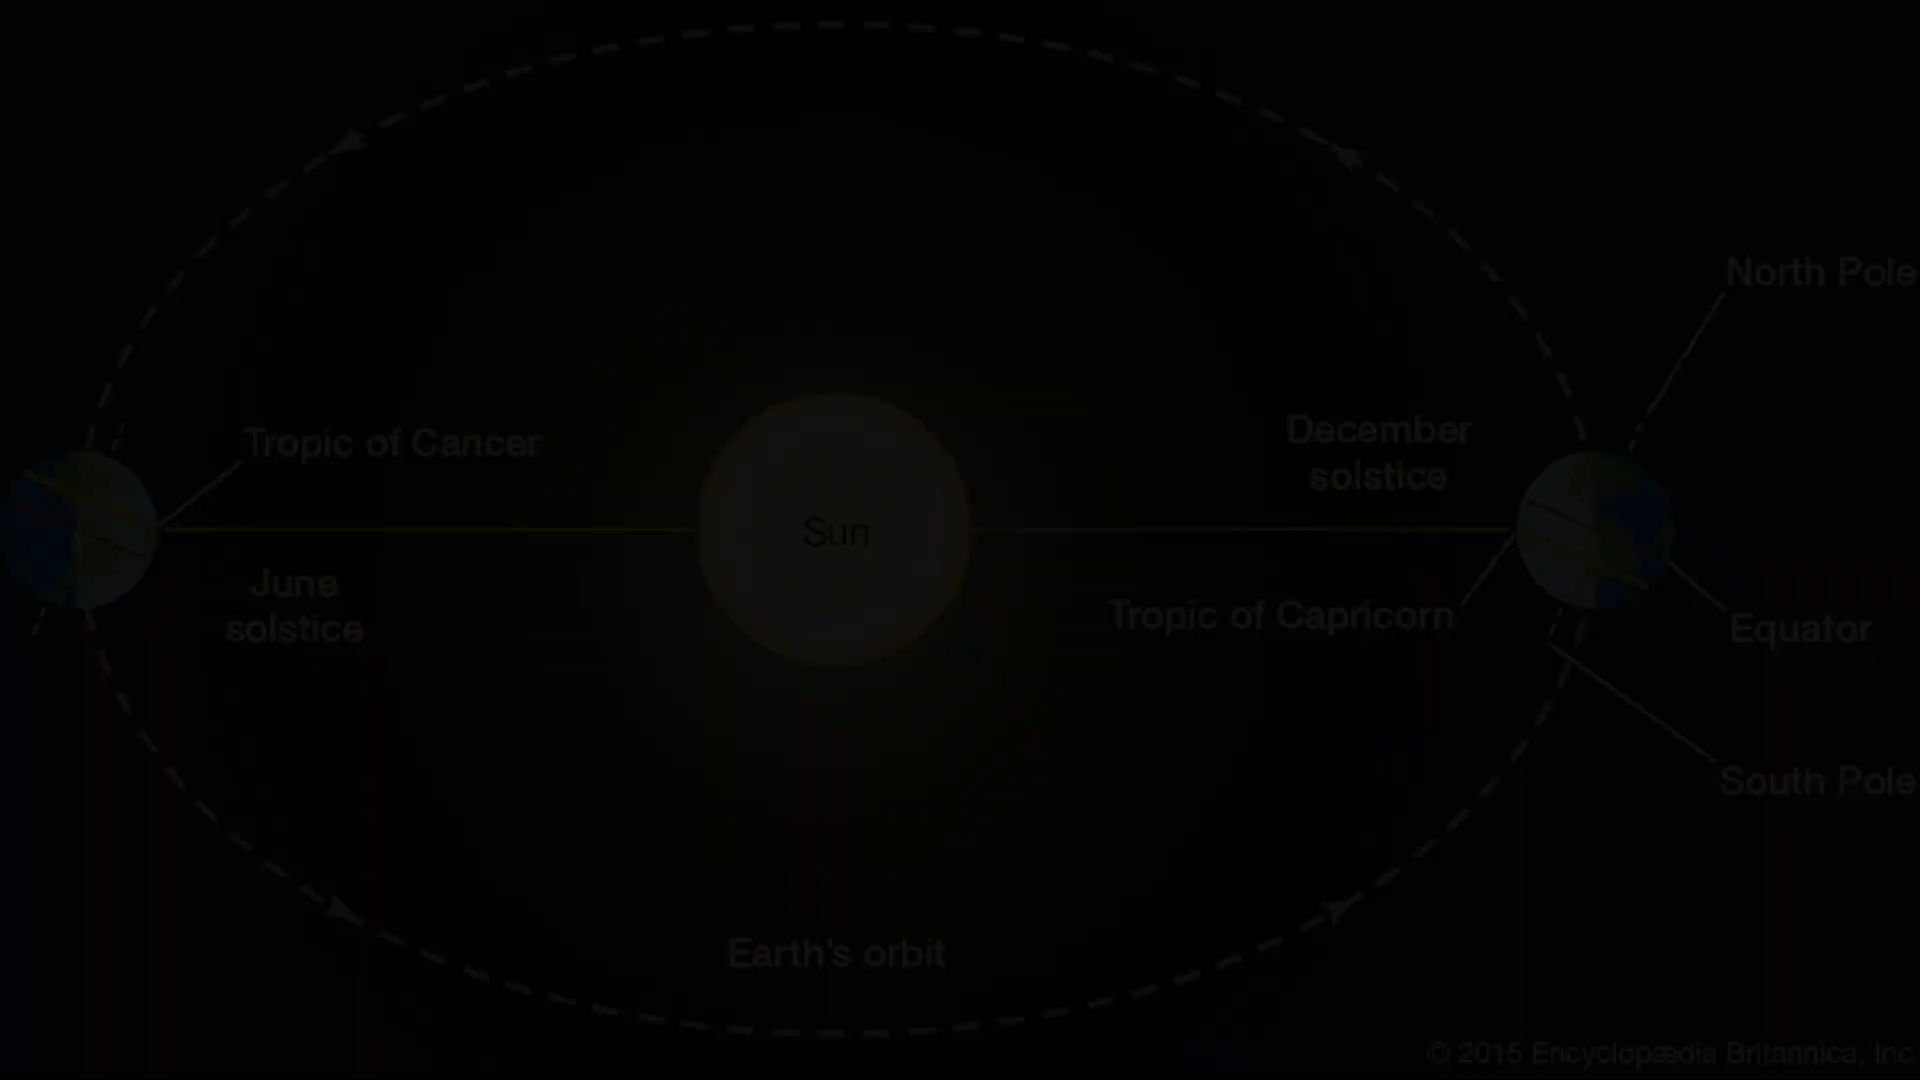 North Pole
December
solstice
Tropic of Cancer
Sun
June
solstice
Tropic of Capricorn
Equator
South Pole
Earth's orbit
© 2015 Encyclopædia Britannica, Inc.